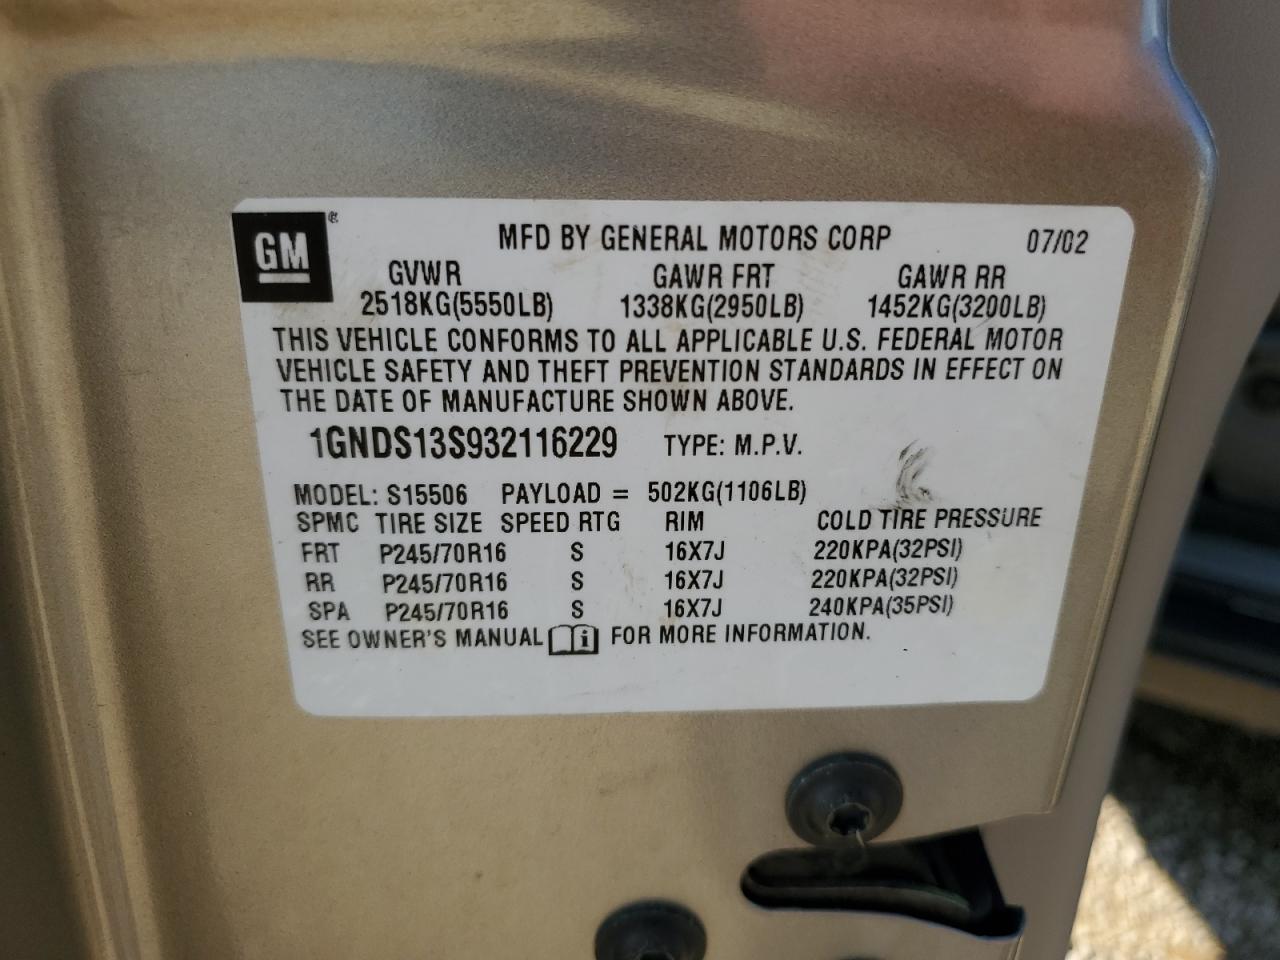 GM ® MFD BY GENERAL MOTORS CORP 07/02
GVWR GAWR FRT GAWR RR
2518KG(5550LB) 1338KG(2950LB) 1452KG(3200LB)
THIS VEHICLE CONFORMS TO ALL APPLICABLE U.S. FEDERAL MOTOR
VEHICLE SAFETY AND THEFT PREVENTION STANDARDS IN EFFECT ON
THE DATE OF MANUFACTURE SHOWN ABOVE.
1GNDS13S932116229 TYPE: M.P.V.
MODEL: S15506 PAYLOAD = 502KG(1106LB)
SPMC TIRE SIZE SPEED RTG RIM COLD TIRE PRESSURE
FRT P245/70R16 S 16X7J 220KPA(32PSI)
RR P245/70R16 S 16X7J 220KPA(32PSI)
SPA P245/70R16 S 16X7J 240KPA(35PSI)
SEE OWNER'S MANUAL i FOR MORE INFORMATION.